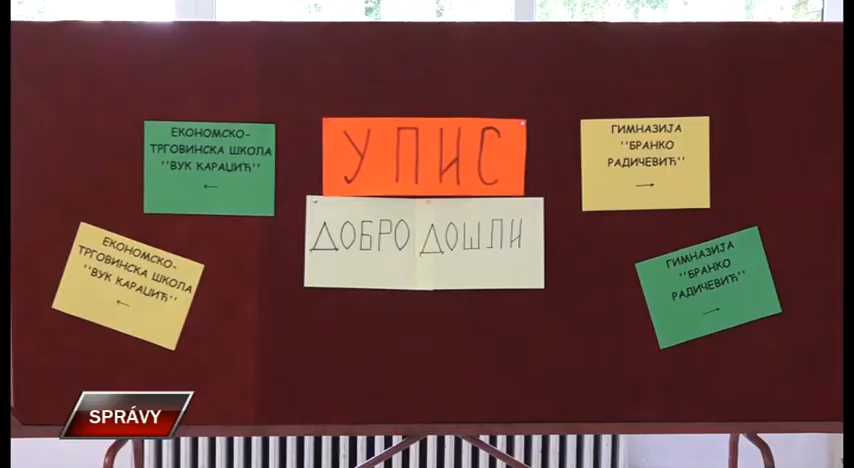 ЕКОНОМСКО-
ТРГОВИНСКА ШКОЛА
''ВУК КАРАЏИЋ''
←
УПИС
ДОБРО ДОШЛИ
ГИМНАЗИЈА
''БРАНКО
РАДИЧЕВИЋ''
→
ЕКОНОМСКО-
ТРГОВИНСКА ШКОЛА
''ВУК КАРАЏИЋ''
←
ГИМНАЗИЈА
''БРАНКО
РАДИЧЕВИЋ''
→
SPRÁVY